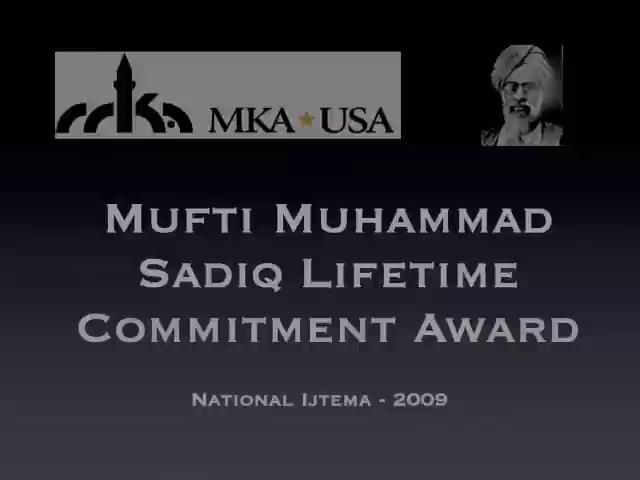 MKA★USA
Mufti Muhammad
Sadiq Lifetime
Commitment Award
National Ijtema - 2009